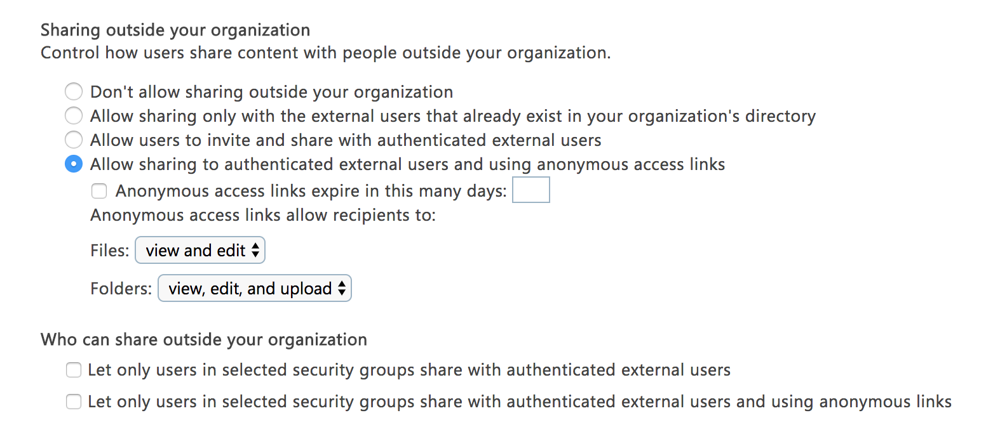 Sharing outside your organization
Control how users share content with people outside your organization.
Don't allow sharing outside your organization
Allow sharing only with the external users that already exist in your organization's directory
Allow users to invite and share with authenticated external users
Allow sharing to authenticated external users and using anonymous access links
Anonymous access links expire in this many days:
Anonymous access links allow recipients to:
Files: view and edit
Folders: view, edit, and upload
Who can share outside your organization
Let only users in selected security groups share with authenticated external users
Let only users in selected security groups share with authenticated external users and using anonymous links